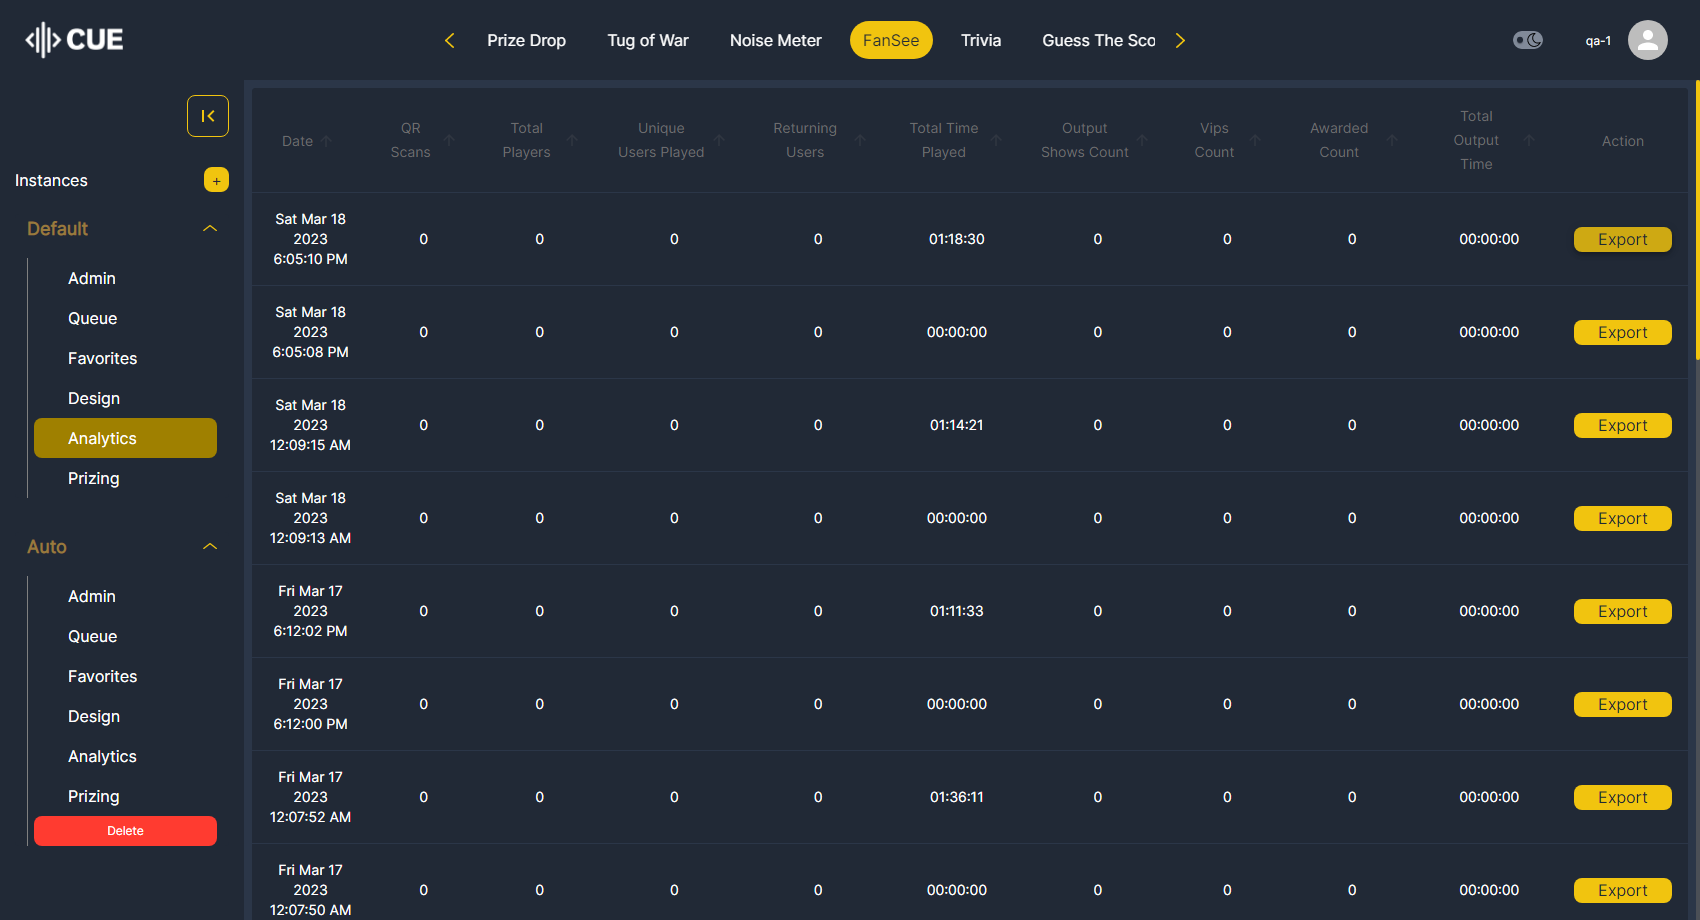 CUE
Prize Drop
Tug of War
Noise Meter
FanSee
Trivia
Guess The Sco
qa-1
Instances
+
Default
Admin
Queue
Favorites
Design
Analytics
Prizing
Auto
Admin
Queue
Favorites
Design
Analytics
Prizing
Delete
Date
QR
Scans
Total
Players
Unique
Users Played
Returning
Users
Total Time
Played
Output
Shows Count
Vips
Count
Awarded
Count
Total
Output
Time
Action
Sat Mar 18
2023
6:05:10 PM
0
0
0
0
01:18:30
0
0
0
00:00:00
Export
Sat Mar 18
2023
6:05:08 PM
0
0
0
0
00:00:00
0
0
0
00:00:00
Export
Sat Mar 18
2023
12:09:15 AM
0
0
0
0
01:14:21
0
0
0
00:00:00
Export
Sat Mar 18
2023
12:09:13 AM
0
0
0
0
00:00:00
0
0
0
00:00:00
Export
Fri Mar 17
2023
6:12:02 PM
0
0
0
0
01:11:33
0
0
0
00:00:00
Export
Fri Mar 17
2023
6:12:00 PM
0
0
0
0
00:00:00
0
0
0
00:00:00
Export
Fri Mar 17
2023
12:07:52 AM
0
0
0
0
01:36:11
0
0
0
00:00:00
Export
Fri Mar 17
2023
12:07:50 AM
0
0
0
0
00:00:00
0
0
0
00:00:00
Export